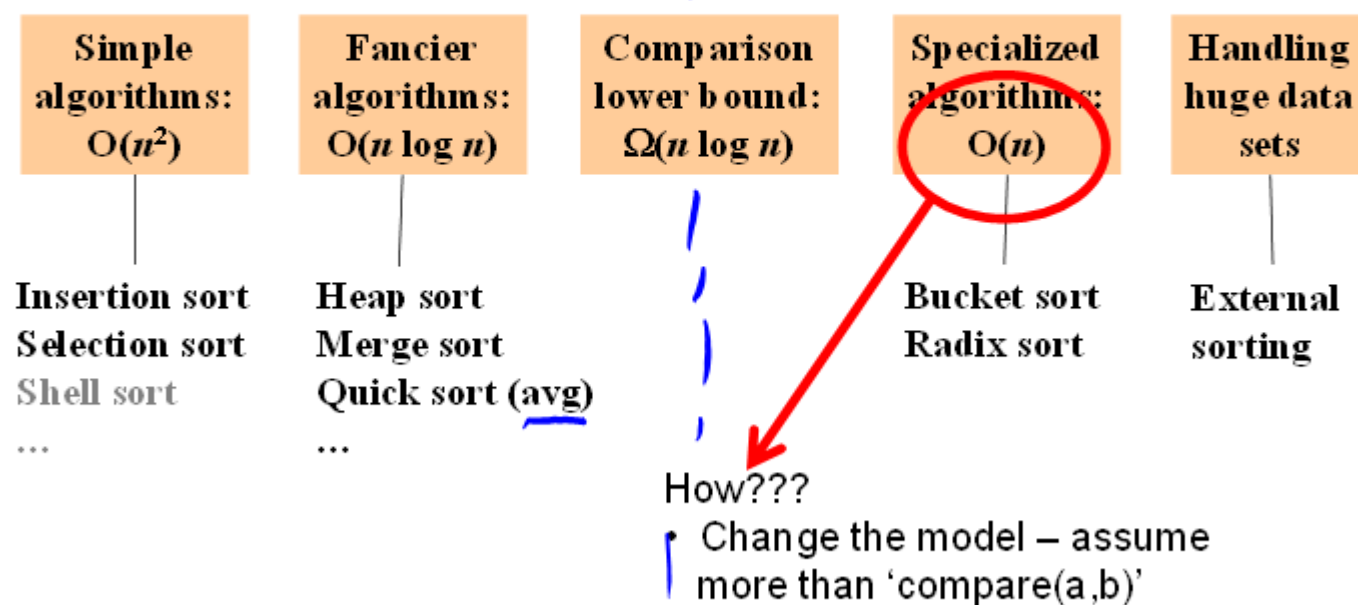 Simple
algorithms:
O(n²)
Fancier
algorithms:
O(n log n)
Comparison
lower bound:
Ω(n log n)
Specialized
algorithms:
O(n)
Handling
huge data
sets
Insertion sort
Selection sort
Shell sort
...
Heap sort
Merge sort
Quick sort (avg)
...
Bucket sort
Radix sort
External
sorting
How???
• Change the model – assume
more than ‘compare(a,b)’